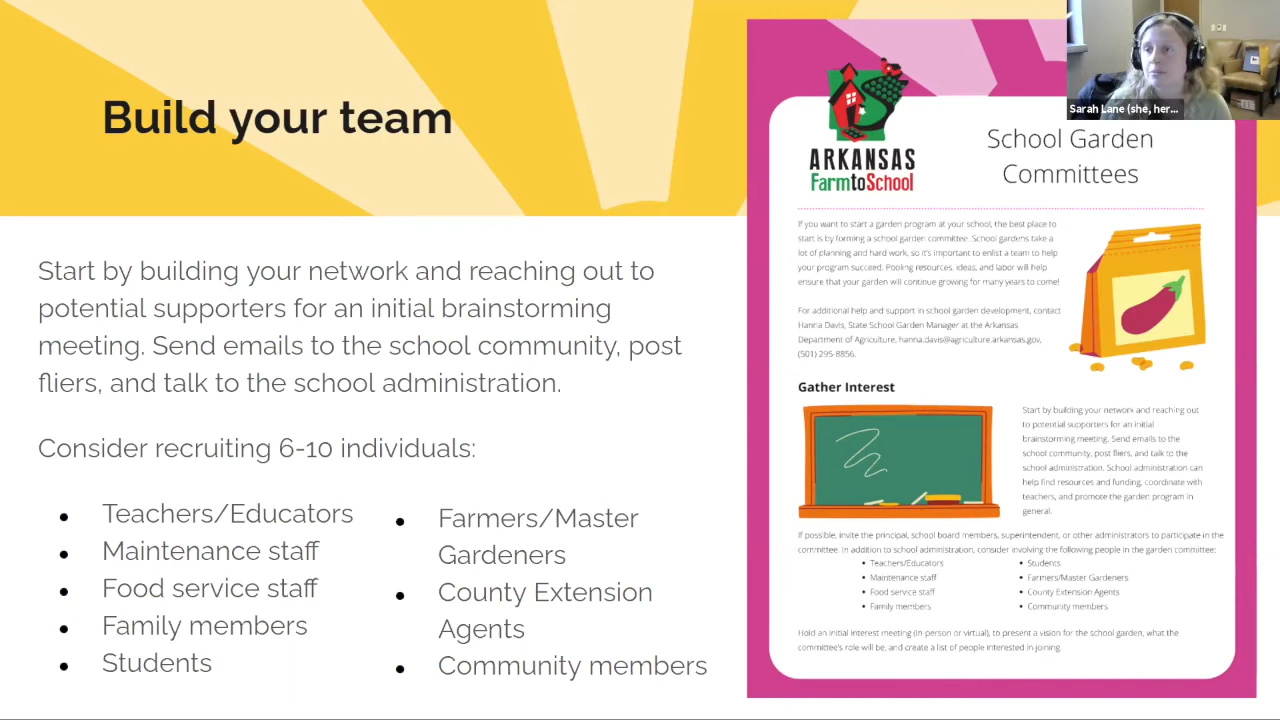 Build your team
Start by building your network and reaching out to
potential supporters for an initial brainstorming
meeting. Send emails to the school community, post
fliers, and talk to the school administration.
Consider recruiting 6-10 individuals:
Teachers/Educators
Maintenance staff
Food service staff
Family members
Students
Farmers/Master
Gardeners
County Extension
Agents
Community members
ARKANSAS
FarmtoSchool
School Garden
Committees
If you want to start a garden program at your school, the best place to
start is by forming a school garden committee. School gardens take a
lot of planning and hard work, so it's important to enlist a team to help
your program succeed. Pooling resources, ideas, and labor will help
ensure that your garden will continue growing for many years to come!
For additional help and support in school garden development, contact
Hanna Davis, State School Garden Manager at the Arkansas
Department of Agriculture, hanna.davis@agriculture.arkansas.gov,
(501) 295-8856.
Gather Interest
Start by building your network and reaching out
to potential supporters for an initial
brainstorming meeting. Send emails to the
school community, post fliers, and talk to the
school administration. School administration can
help find resources and funding, coordinate with
teachers, and promote the garden program in
general.
If possible, invite the principal, school board members, superintendent, or other administrators to participate in the
committee. In addition to school administration, consider involving the following people in the garden committee:
Teachers/Educators
Maintenance staff
Food service staff
Family members
Students
Farmers/Master Gardeners
County Extension Agents
Community members
Hold an initial interest meeting (in-person or virtual), to present a vision for the school garden, what the
committee's role will be, and create a list of people interested in joining.
Sarah Lane (she, her...